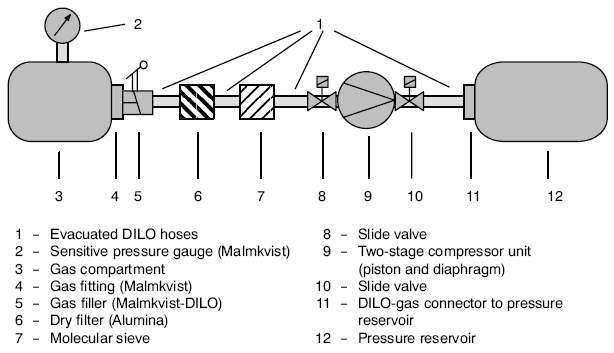 2
1
3
4
5
6
7
8
9
10
11
12
1 – Evacuated DILO hoses
2 – Sensitive pressure gauge (Malmkvist)
3 – Gas compartment
4 – Gas fitting (Malmkvist)
5 – Gas filler (Malmkvist-DILO)
6 – Dry filter (Alumina)
7 – Molecular sieve
8 – Slide valve
9 – Two-stage compressor unit
(piston and diaphragm)
10 – Slide valve
11 – DILO-gas connector to pressure
reservoir
12 – Pressure reservoir